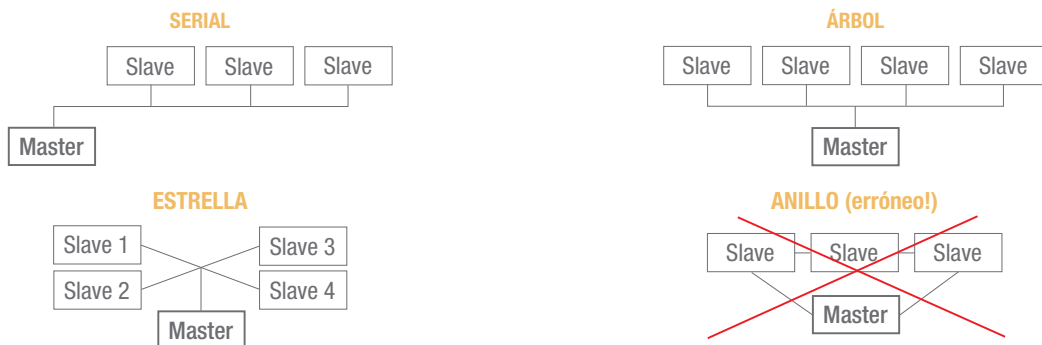 SERIAL
Slave Slave Slave
Master
ÁRBOL
Slave Slave Slave Slave
Master
ESTRELLA
Slave 1 Slave 3
Slave 2 Slave 4
Master
ANILLO (erróneo!)
Slave Slave Slave
Master